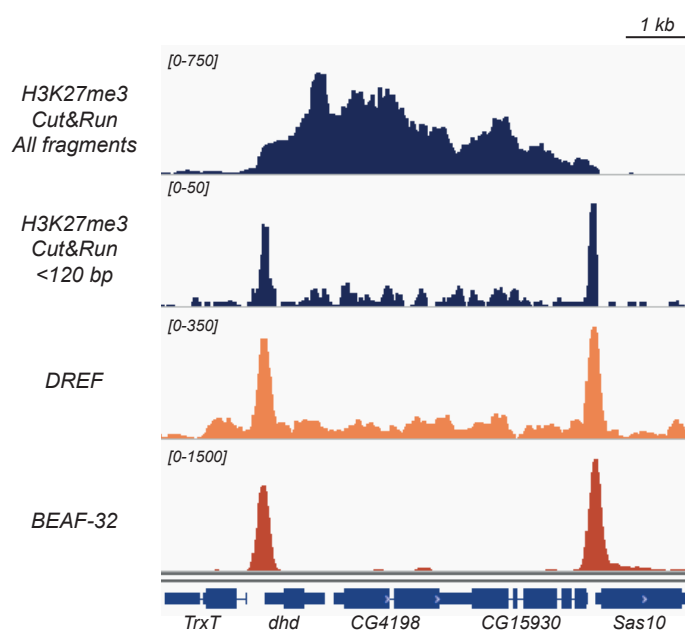 1 kb
[0-750]
H3K27me3
Cut&Run
All fragments
[0-50]
H3K27me3
Cut&Run
<120 bp
[0-350]
DREF
[0-1500]
BEAF-32
TrxT dhd CG4198 CG15930 Sas10